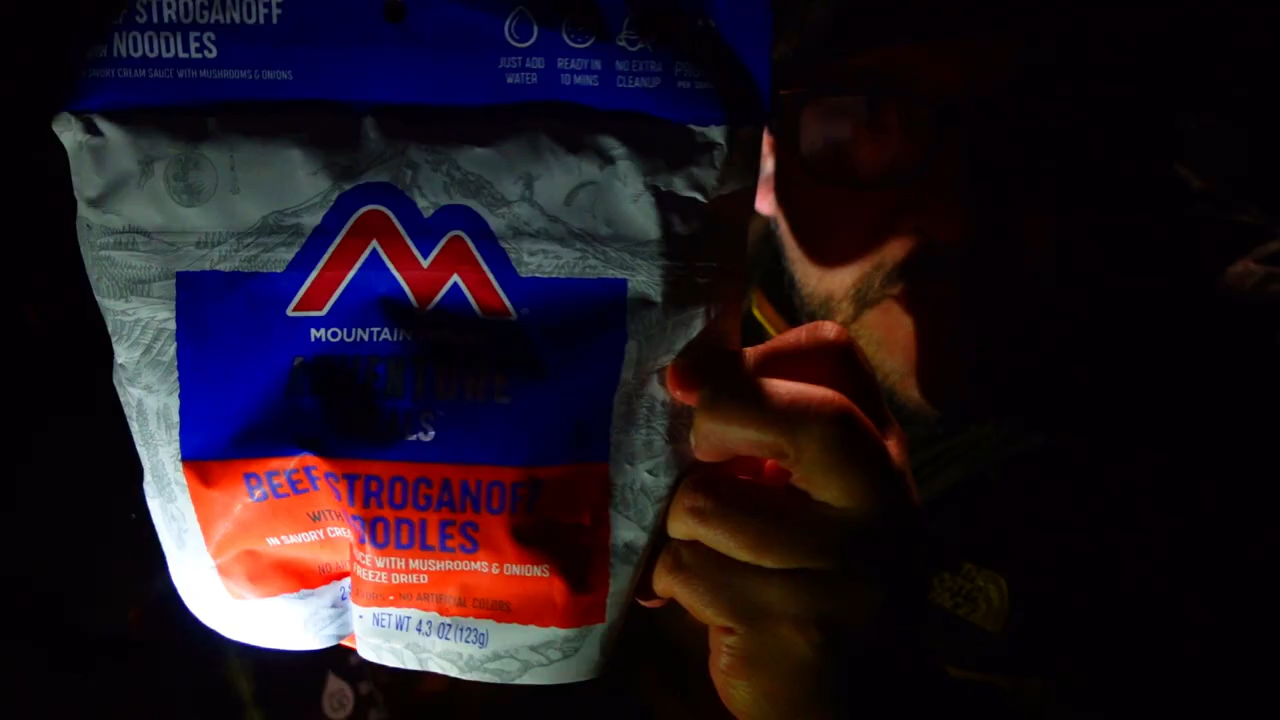 STROGANOFF
NOODLES
SAVORY CREAM SAUCE WITH MUSHROOMS & ONIONS
JUST ADD
WATER
READY IN
10 MINS
NO EXTRA
CLEANUP
MOUNTAIN
ADVENTURE
BEEF STROGANOFF
WITH NOODLES
IN SAVORY CRE
CE WITH MUSHROOMS & ONIONS
FREEZE DRIED
NO ARTIFICIAL COLORS
NET WT 4.3 OZ (123g)